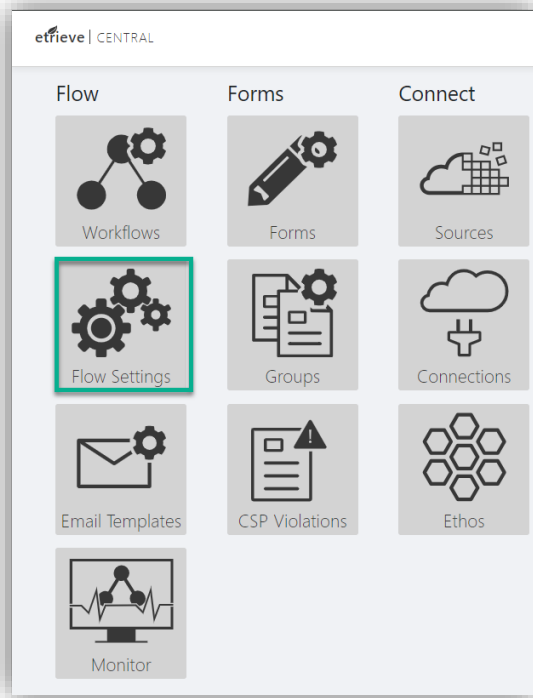 etrieve | CENTRAL
Flow Forms Connect
Workflows Forms Sources
Flow Settings Groups Connections
Email Templates CSP Violations Ethos
Monitor